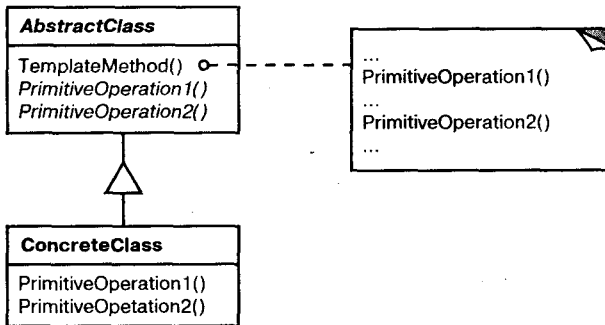 AbstractClass
TemplateMethod()
PrimitiveOperation1()
PrimitiveOperation2()
...
PrimitiveOperation1()
...
PrimitiveOperation2()
...
ConcreteClass
PrimitiveOperation1()
PrimitiveOpetation2()